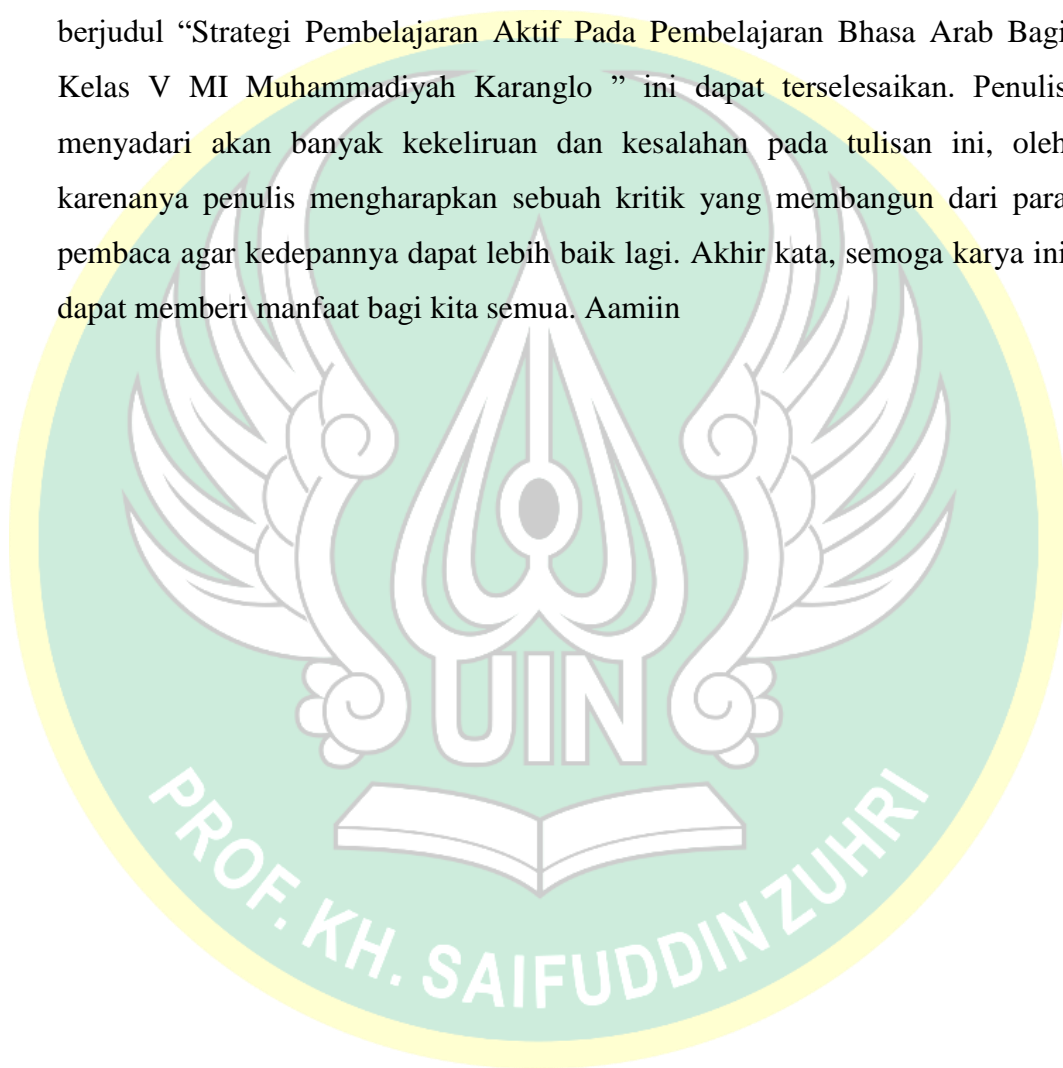 berjudul “Strategi Pembelajaran Aktif Pada Pembelajaran Bhasa Arab Bagi
Kelas V MI Muhammadiyah Karanglo ” ini dapat terselesaikan. Penulis
menyadari akan banyak kekeliruan dan kesalahan pada tulisan ini, oleh
karenanya penulis mengharapkan sebuah kritik yang membangun dari para
pembaca agar kedepannya dapat lebih baik lagi. Akhir kata, semoga karya ini
dapat memberi manfaat bagi kita semua. Aamiin
UIN
PROF. KH. SAIFUDDIN ZUHRI